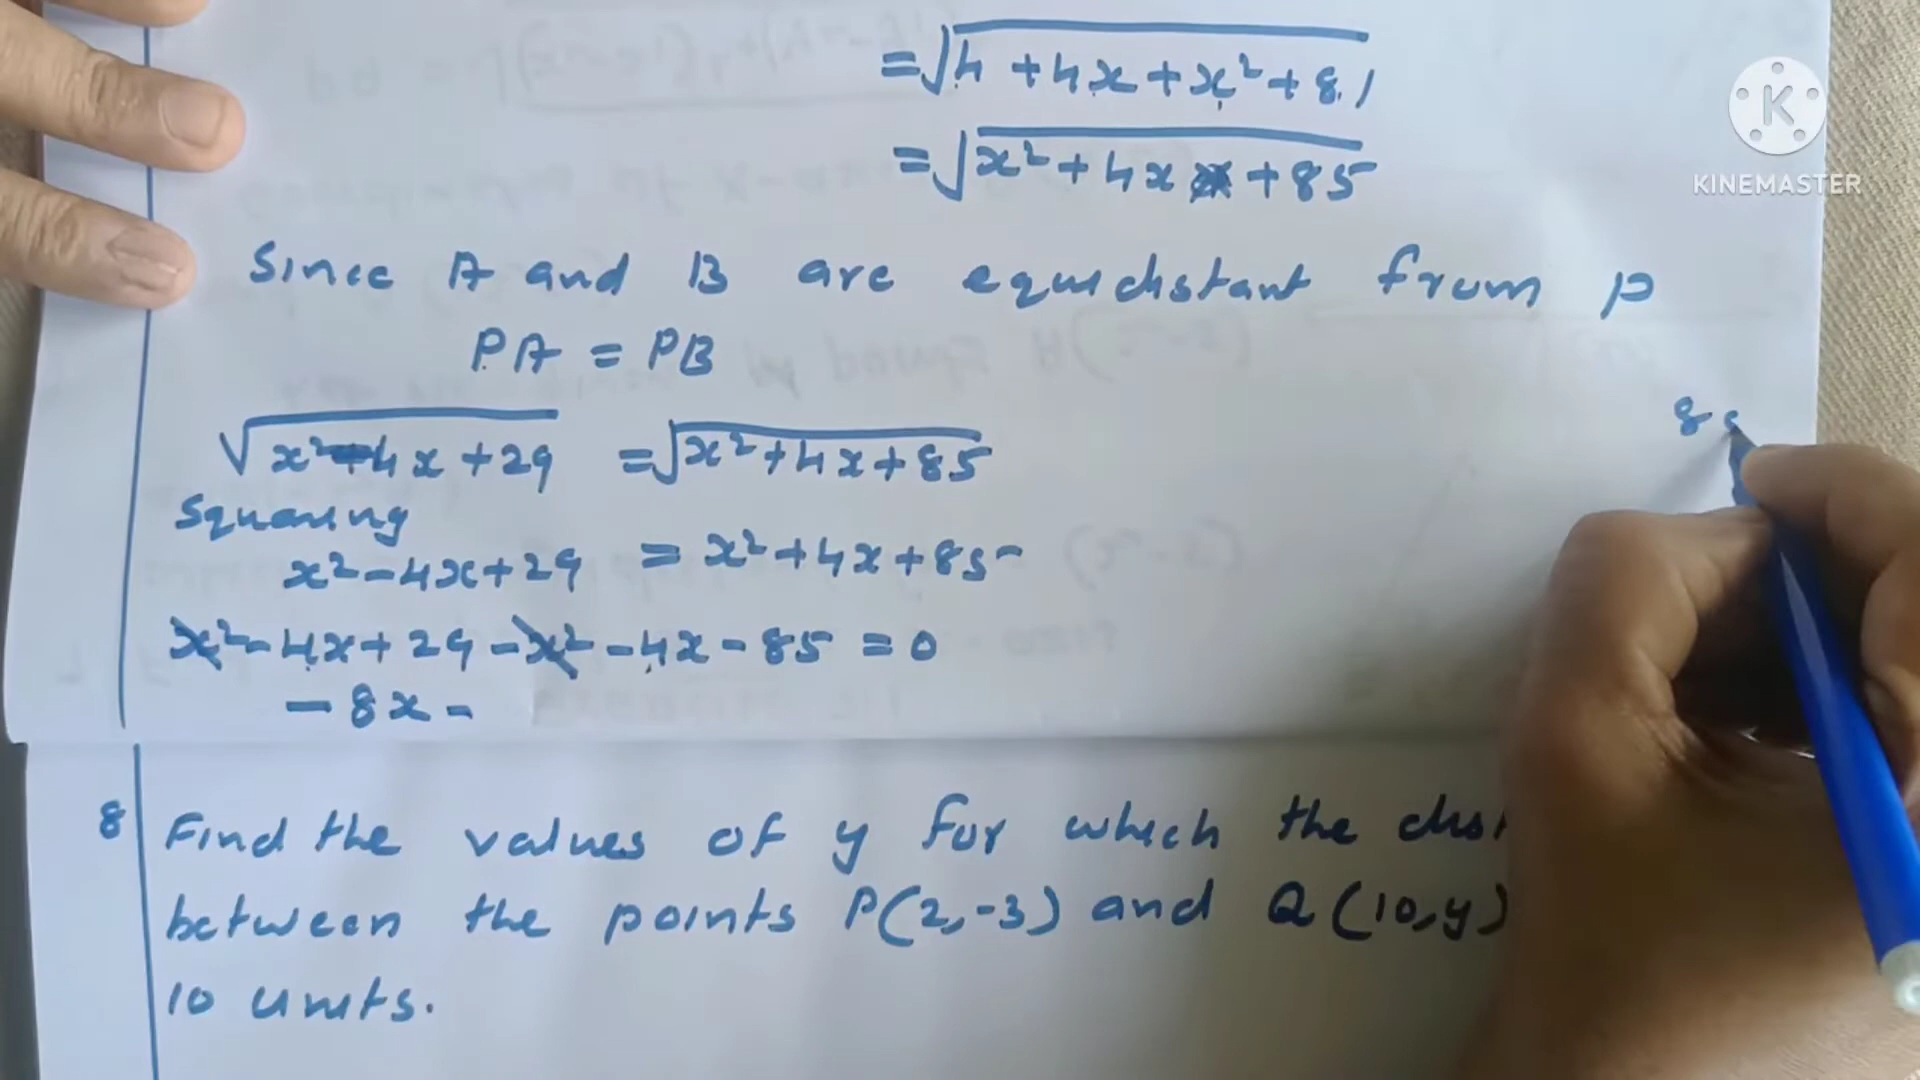 = √4 + 4x + x² + 81
= √x² + 4x + 85
KINEMASTER
Since A and B are equidistant from P
PA = PB
√x² - 4x + 29 = √x² + 4x + 85
Squaring
x² - 4x + 29 = x² + 4x + 85
x² - 4x + 29 - x² - 4x - 85 = 0
- 8x -
8
8 Find the values of y for which the
between the points P(2,-3) and Q(10,y)
10 units.